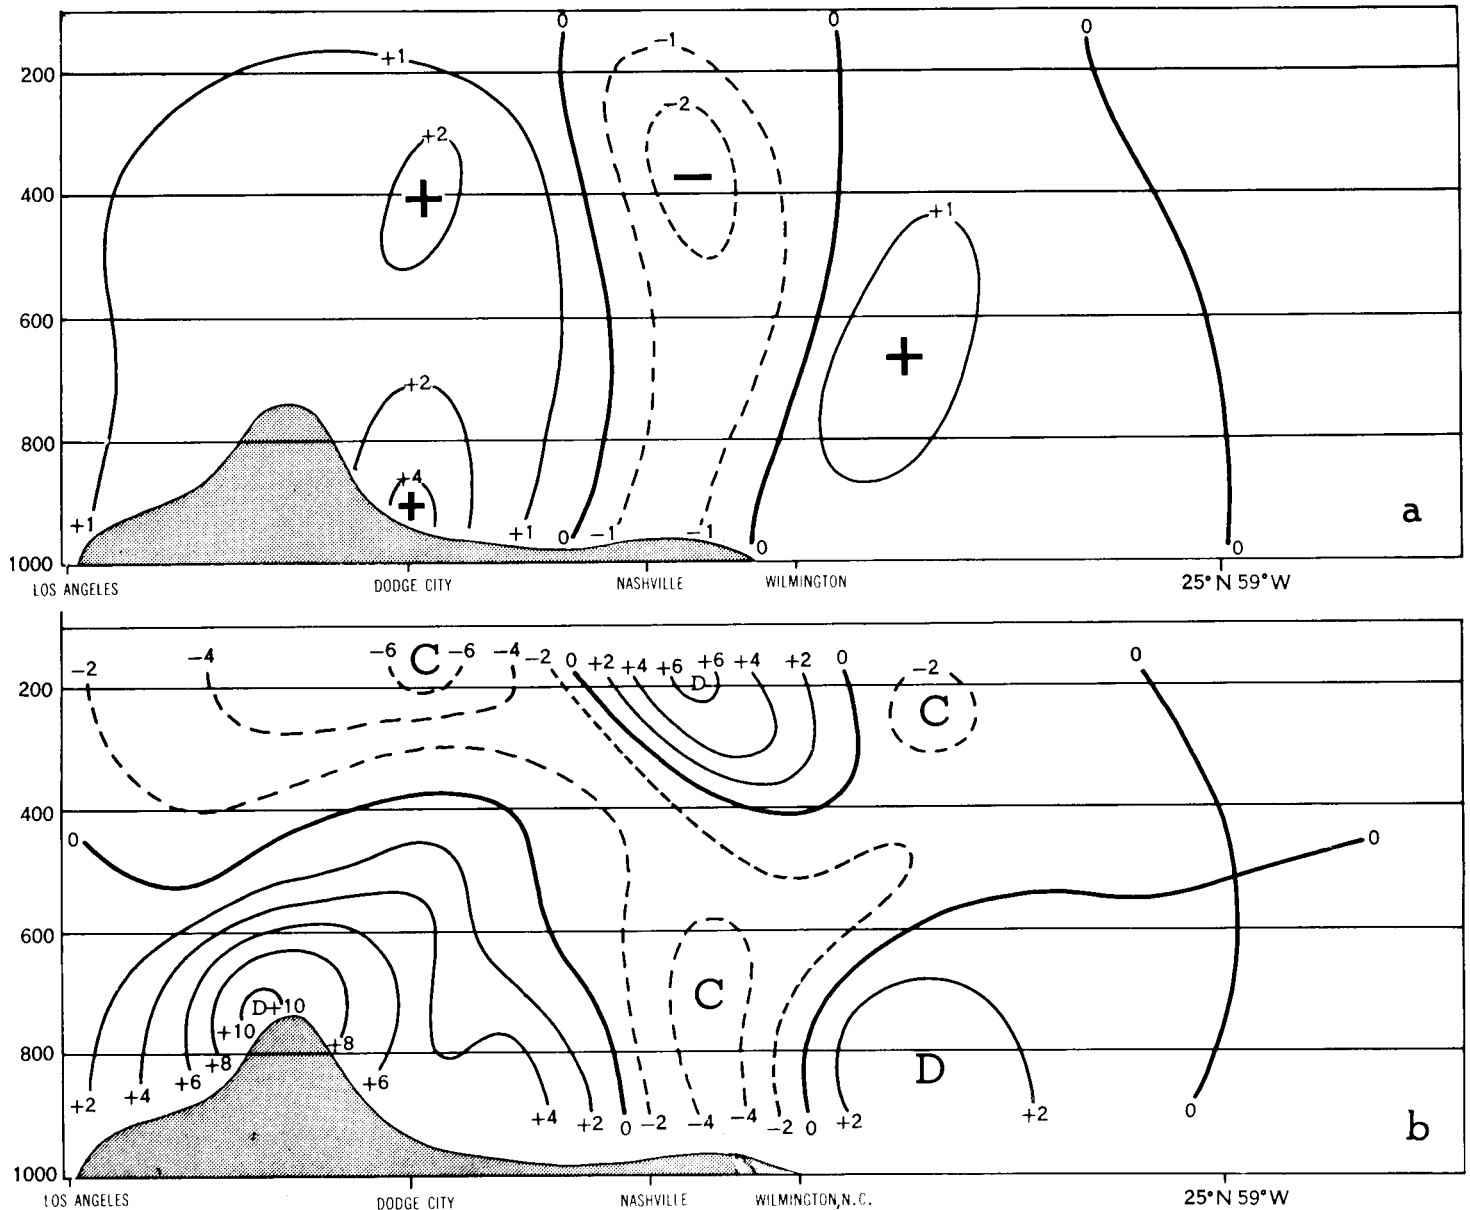 0 0 0
−1
+1
200
−2
+2
+
−
400
+1
600
+
+2
800
+4
+
a
+1 +1 0 −1 −1 0 0
1000
LOS ANGELES DODGE CITY NASHVILLE WILMINGTON 25°N 59°W
−2 −4 −6 C −6 −4 −2 0 +2 +4 +6 +6 +4 +2 0 −2 0
D
200
C
400
0 0
600
C
D+10
+10
+8 +8
800
+6 +6
D
+2 +4 +4 +2 0 −2 −4 −4 −2 0 +2 +2 0
b
1000
LOS ANGELES DODGE CITY NASHVILLE WILMINGTON, N.C. 25°N 59°W